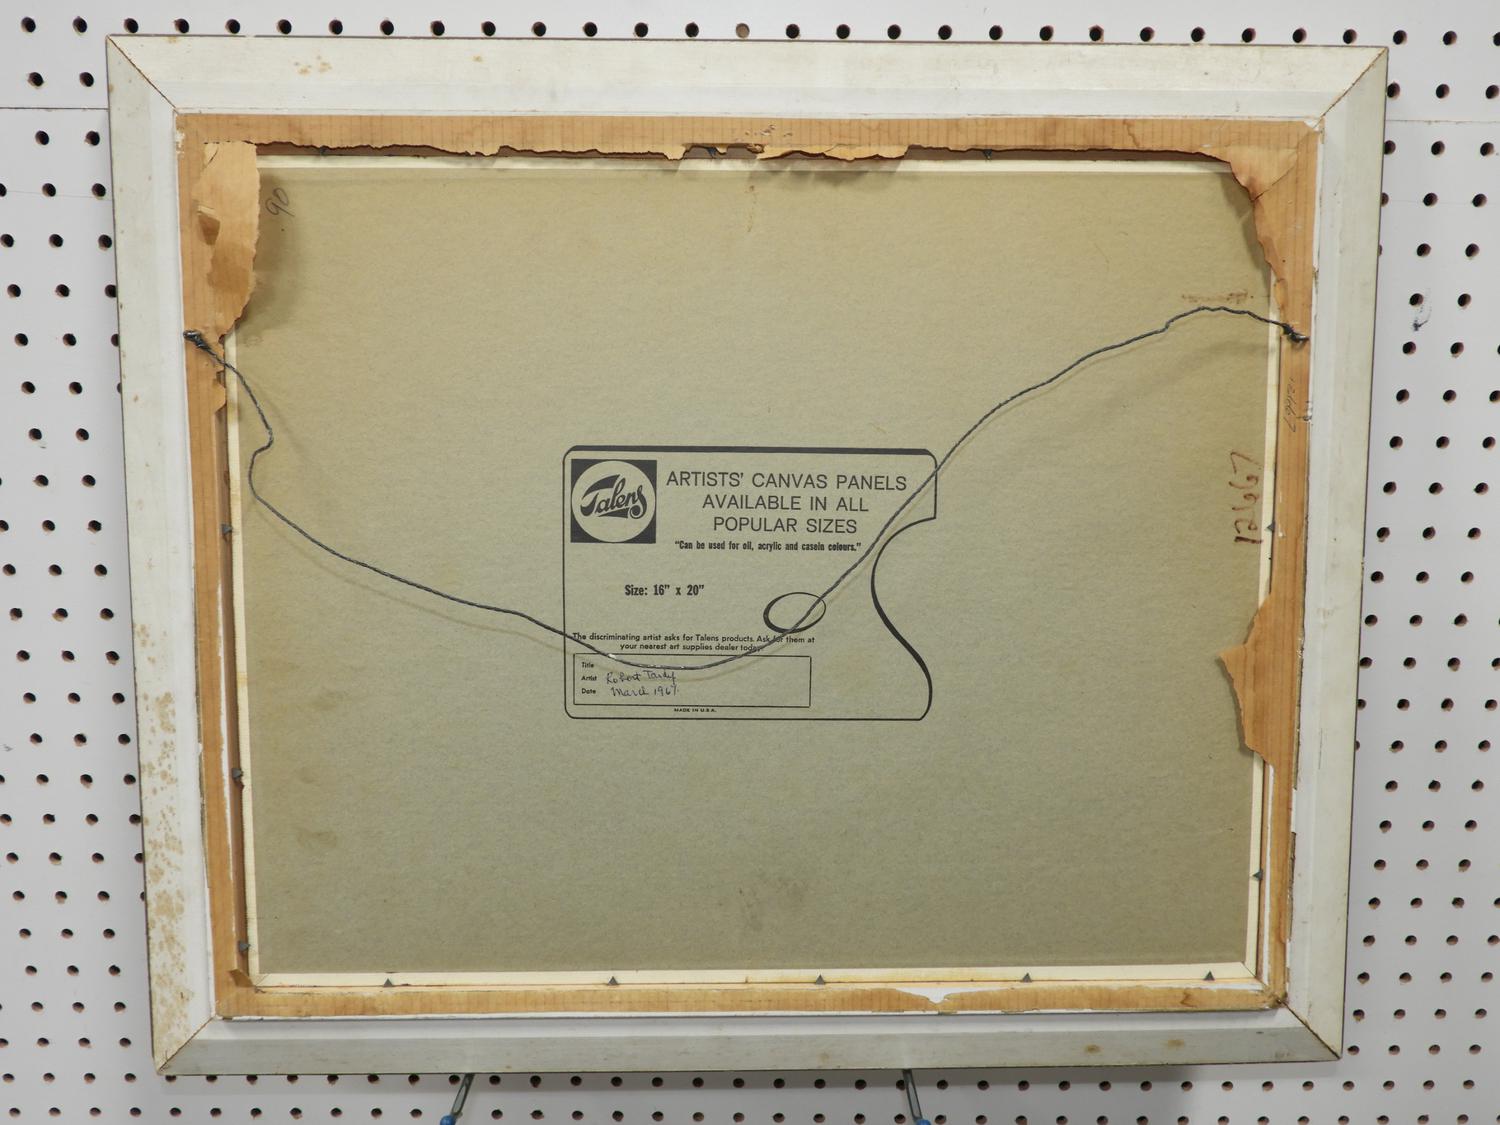 90
Talens
ARTISTS' CANVAS PANELS
AVAILABLE IN ALL
POPULAR SIZES
"Can be used for oil, acrylic and casein colours."
Size: 16" x 20"
The discriminating artist asks for Talens products. Ask for them at
your nearest art supplies dealer today.
Title
Artist Robert Tardif
Date March 1967
MADE IN U.S.A.